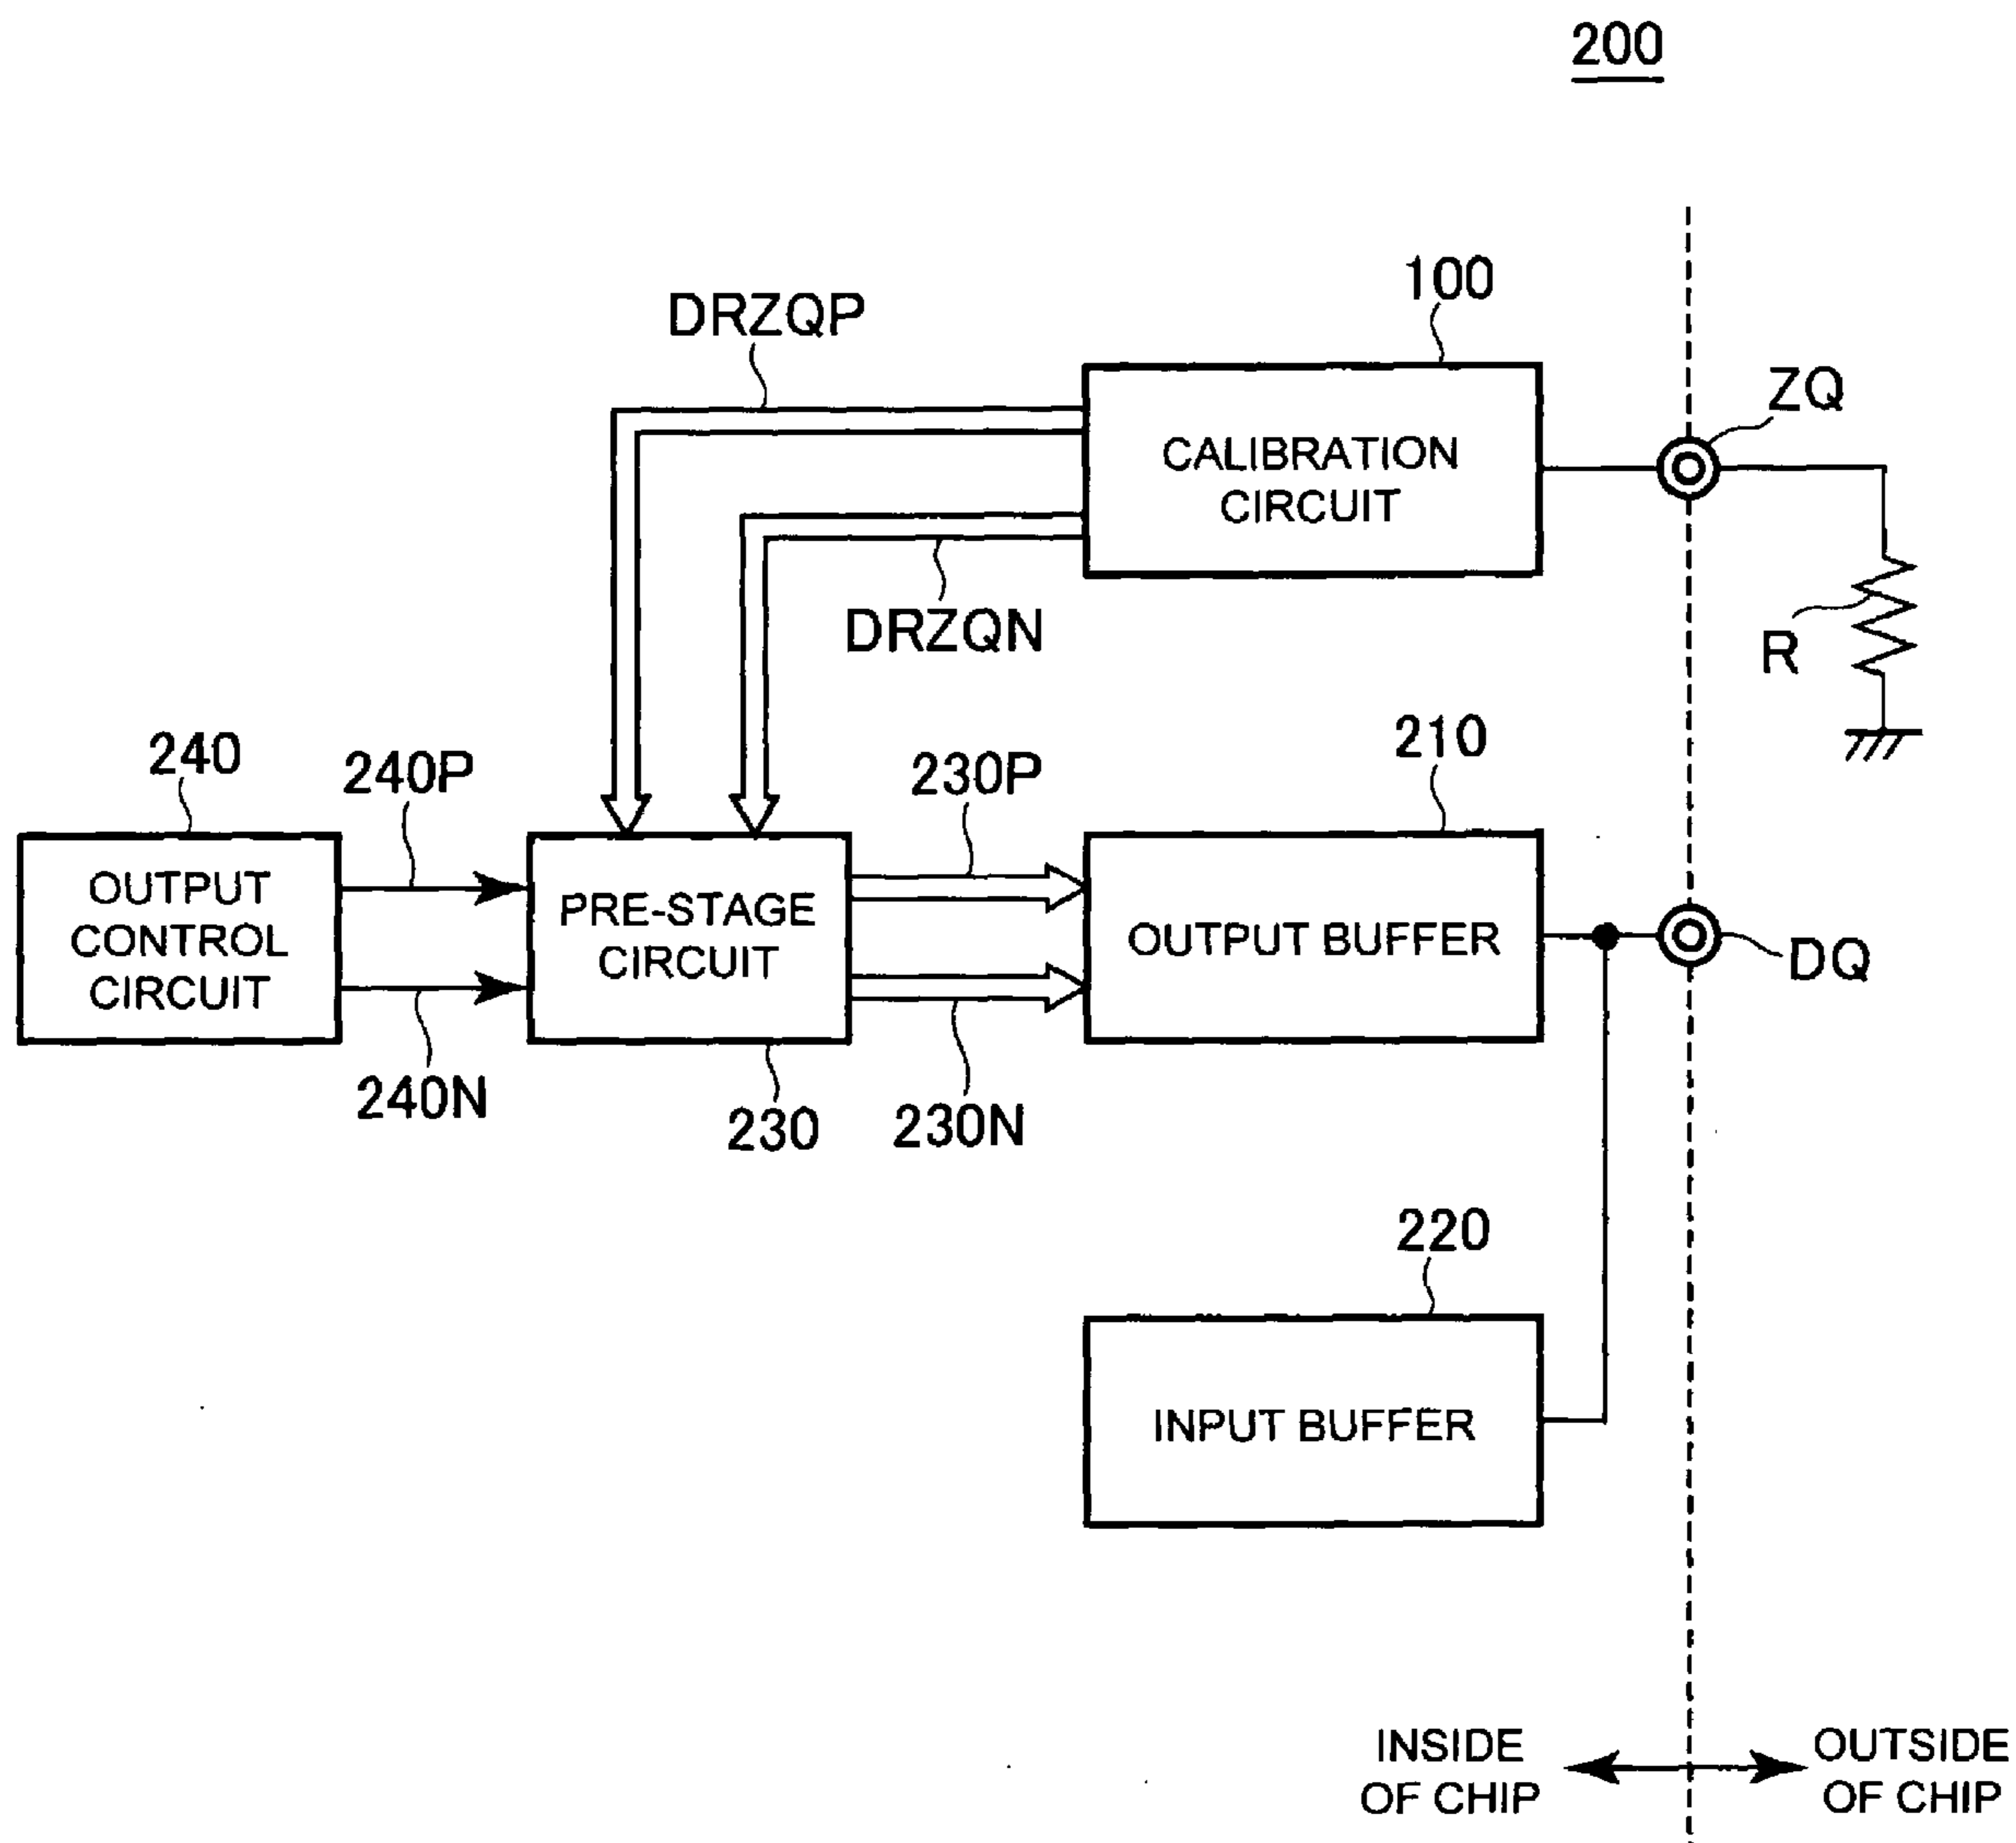 200
100
DRZQP
ZQ
CALIBRATION
CIRCUIT
DRZQN
R
210
240
240P
230P
OUTPUT
CONTROL
CIRCUIT
PRE-STAGE
CIRCUIT
OUTPUT BUFFER
DQ
240N
230
230N
220
INPUT BUFFER
INSIDE
OF CHIP
OUTSIDE
OF CHIP